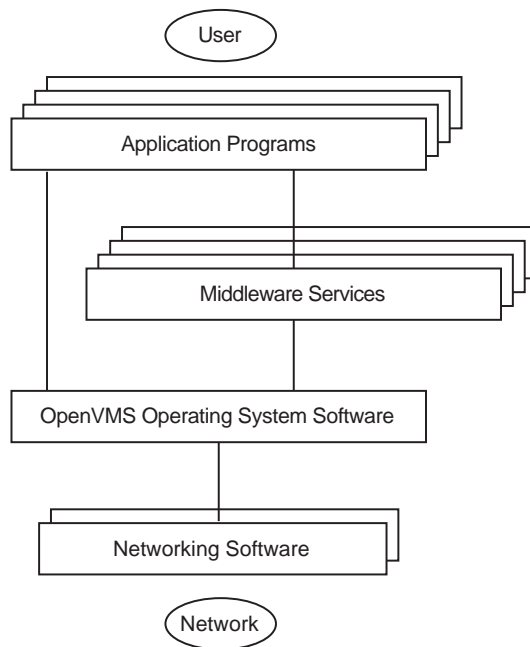 User
Application Programs
Middleware Services
OpenVMS Operating System Software
Networking Software
Network